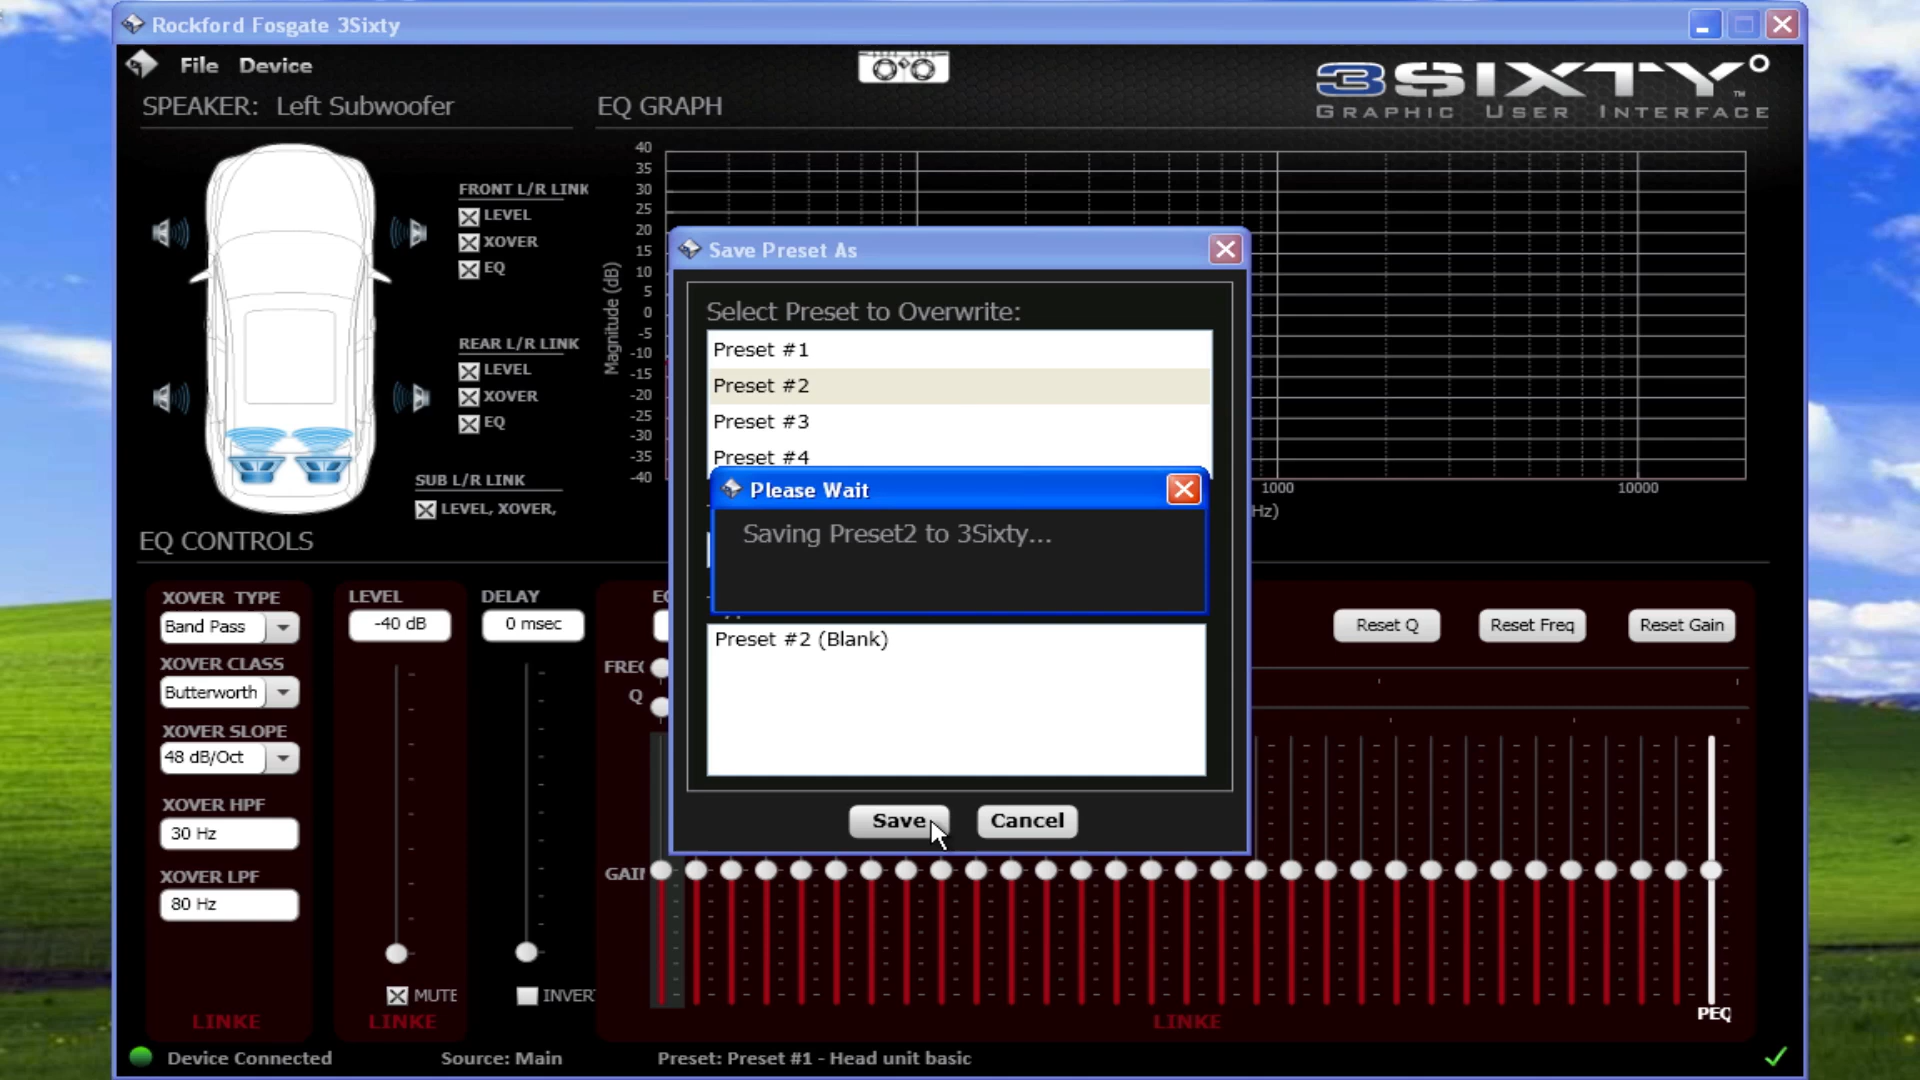 Rockford Fosgate 3Sixty
File Device
3SIXTY°
™
GRAPHIC USER INTERFACE
SPEAKER: Left Subwoofer
EQ GRAPH
FRONT L/R LINK
LEVEL
XOVER
EQ
REAR L/R LINK
LEVEL
XOVER
EQ
SUB L/R LINK
LEVEL, XOVER,
Magnitude (dB)
40
35
30
25
20
15
10
5
0
-5
-10
-15
-20
-25
-30
-35
-40
1000
10000
Hz)
Save Preset As
Select Preset to Overwrite:
Preset #1
Preset #2
Preset #3
Preset #4
Please Wait
Saving Preset2 to 3Sixty...
Preset #2 (Blank)
Save
Cancel
EQ CONTROLS
XOVER TYPE
Band Pass
XOVER CLASS
Butterworth
XOVER SLOPE
48 dB/Oct
XOVER HPF
30 Hz
XOVER LPF
80 Hz
LINKE
LEVEL
-40 dB
MUTE
LINKE
DELAY
0 msec
INVER
FREQ
Q
GAIN
Reset Q
Reset Freq
Reset Gain
PEQ
LINKE
Device Connected
Source: Main
Preset: Preset #1 - Head unit basic